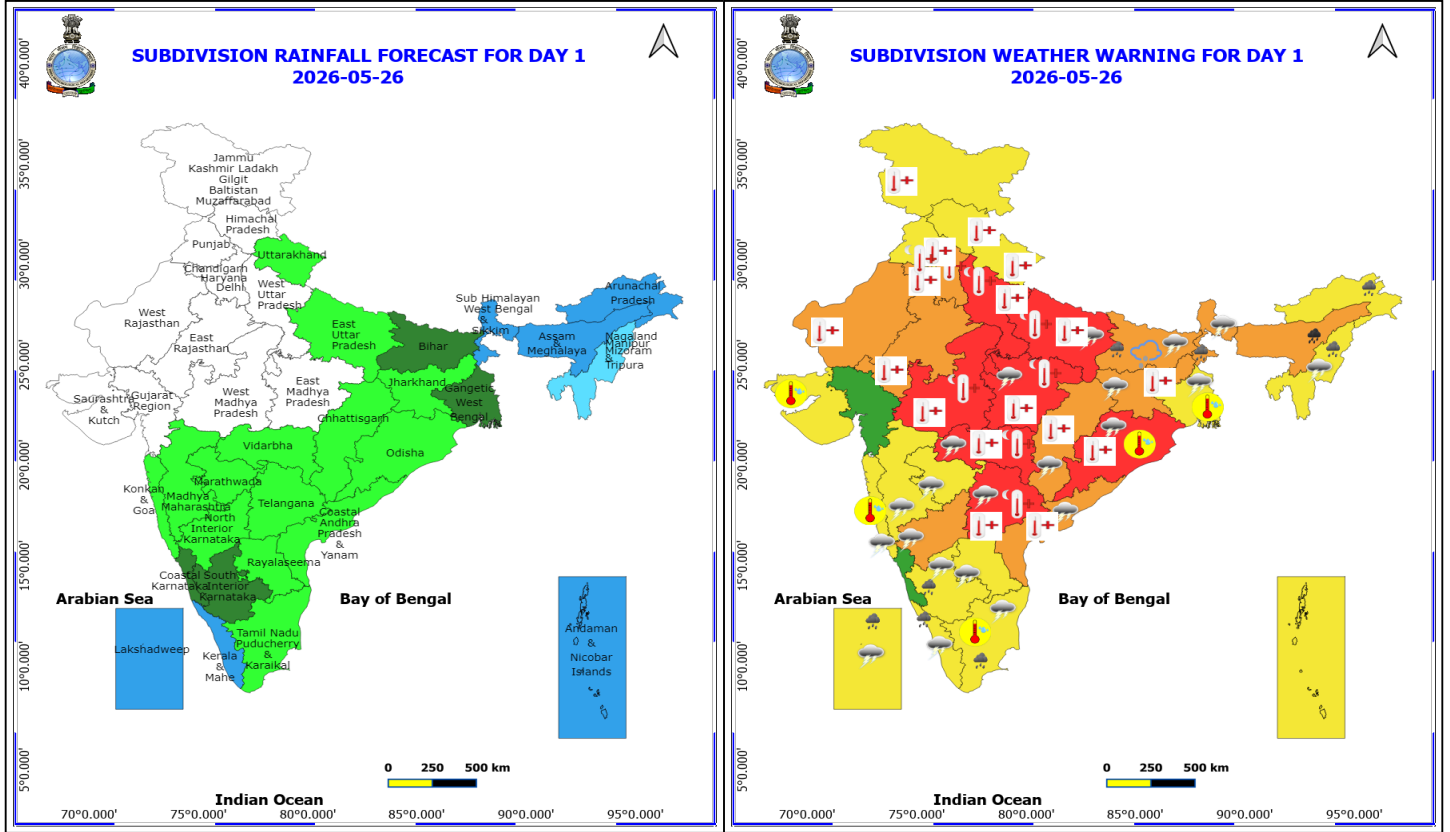 SUBDIVISION RAINFALL FORECAST FOR DAY 1
2026-05-26
40°0.000'
35°0.000'
30°0.000'
25°0.000'
20°0.000'
15°0.000'
10°0.000'
5°0.000'
Jammu
Kashmir Ladakh
Gilgit
Baltistan
Muzaffarabad
Himachal
Pradesh
Punjab
Uttarakhand
Chandigarh
Haryana
Delhi
West
Uttar
Pradesh
West
Rajasthan
East
Rajasthan
East
Uttar
Pradesh
Bihar
Sub Himalayan
West Bengal
&
Sikkim
Arunachal
Pradesh
Assam
&
Meghalaya
Nagaland
Manipur
Mizoram
&
Tripura
Saurashtra
&
Kutch
Gujarat
Region
West
Madhya
Pradesh
East
Madhya
Pradesh
Jharkhand
Gangetic
West
Bengal
Chhattisgarh
Vidarbha
Odisha
Konkan
&
Goa
Madhya
Maharashtra
Marathwada
Telangana
North
Interior
Karnataka
Coastal
Andhra
Pradesh
&
Yanam
Rayalaseema
Coastal
Karnataka
South
Interior
Karnataka
Arabian Sea
Bay of Bengal
Lakshadweep
Kerala
&
Mahe
Tamil Nadu
Puducherry
&
Karaikal
Andaman
&
Nicobar
Islands
0 250 500 km
Indian Ocean
70°0.000' 75°0.000' 80°0.000' 85°0.000' 90°0.000' 95°0.000'
SUBDIVISION WEATHER WARNING FOR DAY 1
2026-05-26
40°0.000'
35°0.000'
30°0.000'
25°0.000'
20°0.000'
15°0.000'
10°0.000'
5°0.000'
Arabian Sea
Bay of Bengal
0 250 500 km
Indian Ocean
70°0.000' 75°0.000' 80°0.000' 85°0.000' 90°0.000' 95°0.000'